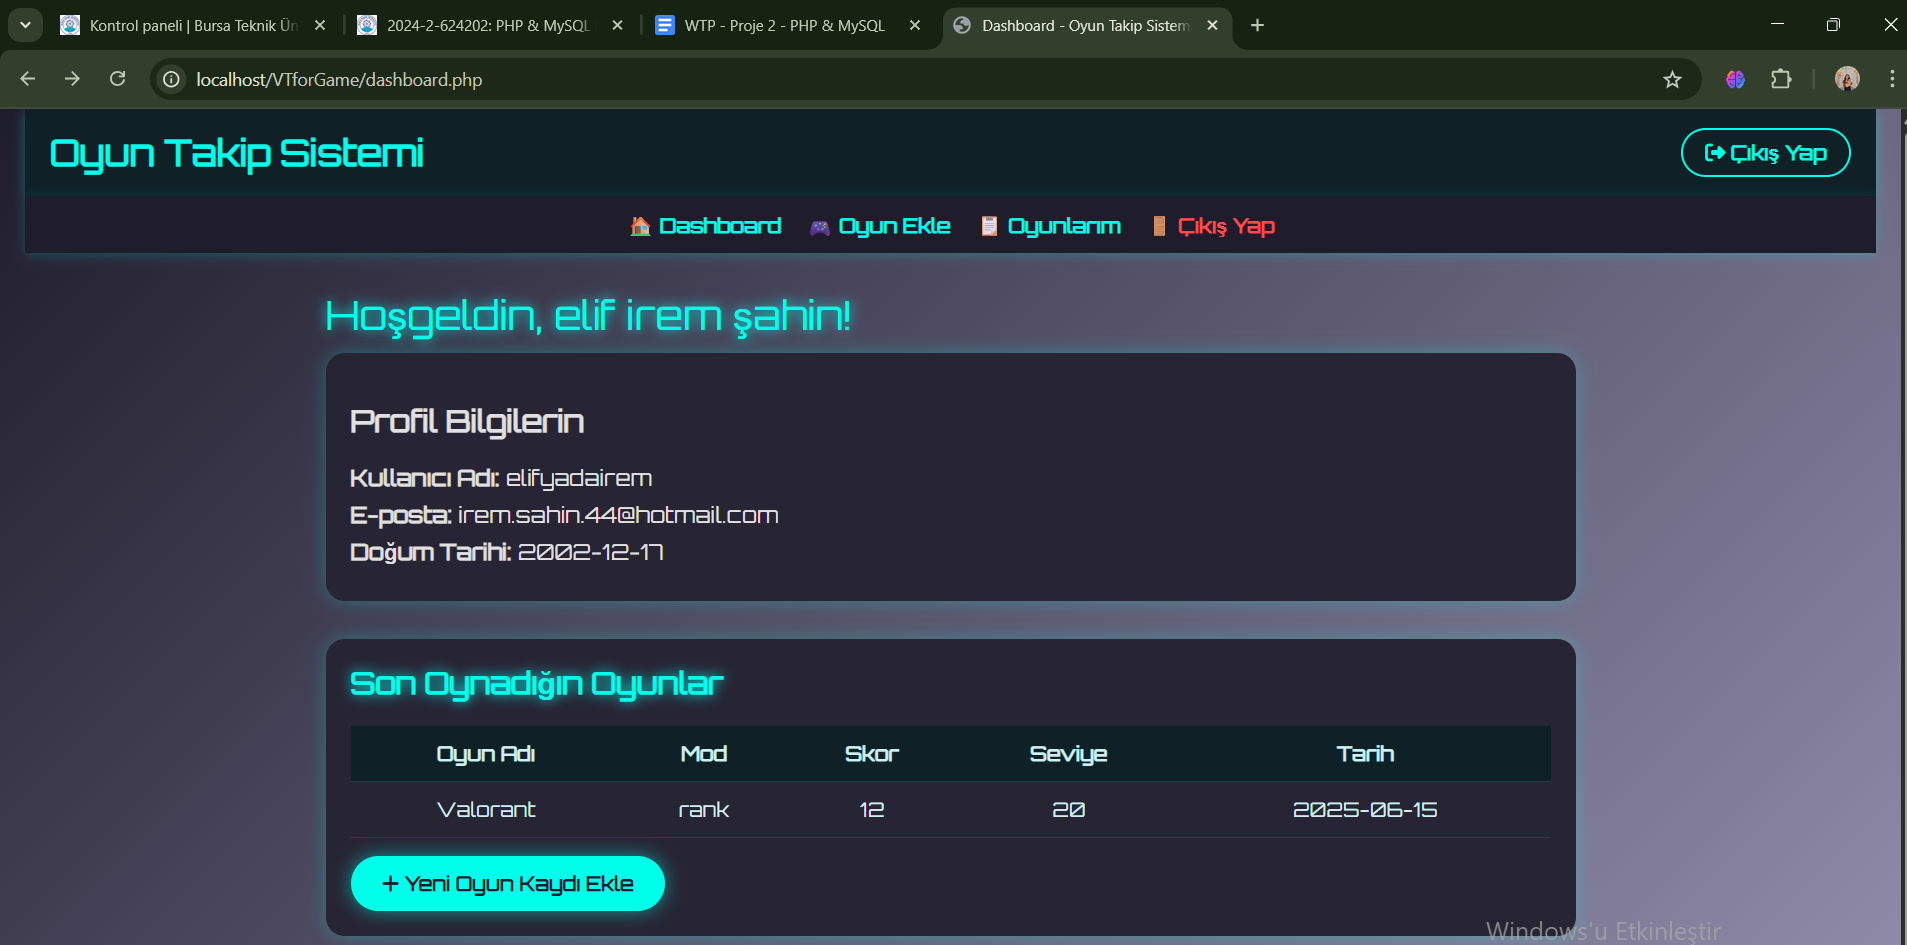 Kontrol paneli | Bursa Teknik Ün
2024-2-624202: PHP & MySQL
WTP - Proje 2 - PHP & MySQL
Dashboard - Oyun Takip Sistem
localhost/VTforGame/dashboard.php
Oyun Takip Sistemi
Çıkış Yap
Dashboard
Oyun Ekle
Oyunlarım
Çıkış Yap
Hoşgeldin, elif irem şahin!
Profil Bilgilerin
Kullanıcı Adı: elifyadairem
E-posta: irem.sahin.44@hotmail.com
Doğum Tarihi: 2002-12-17
Son Oynadığın Oyunlar
Oyun Adı Mod Skor Seviye Tarih
Valorant rank 12 20 2025-06-15
+ Yeni Oyun Kaydı Ekle
Windows'u Etkinleştir